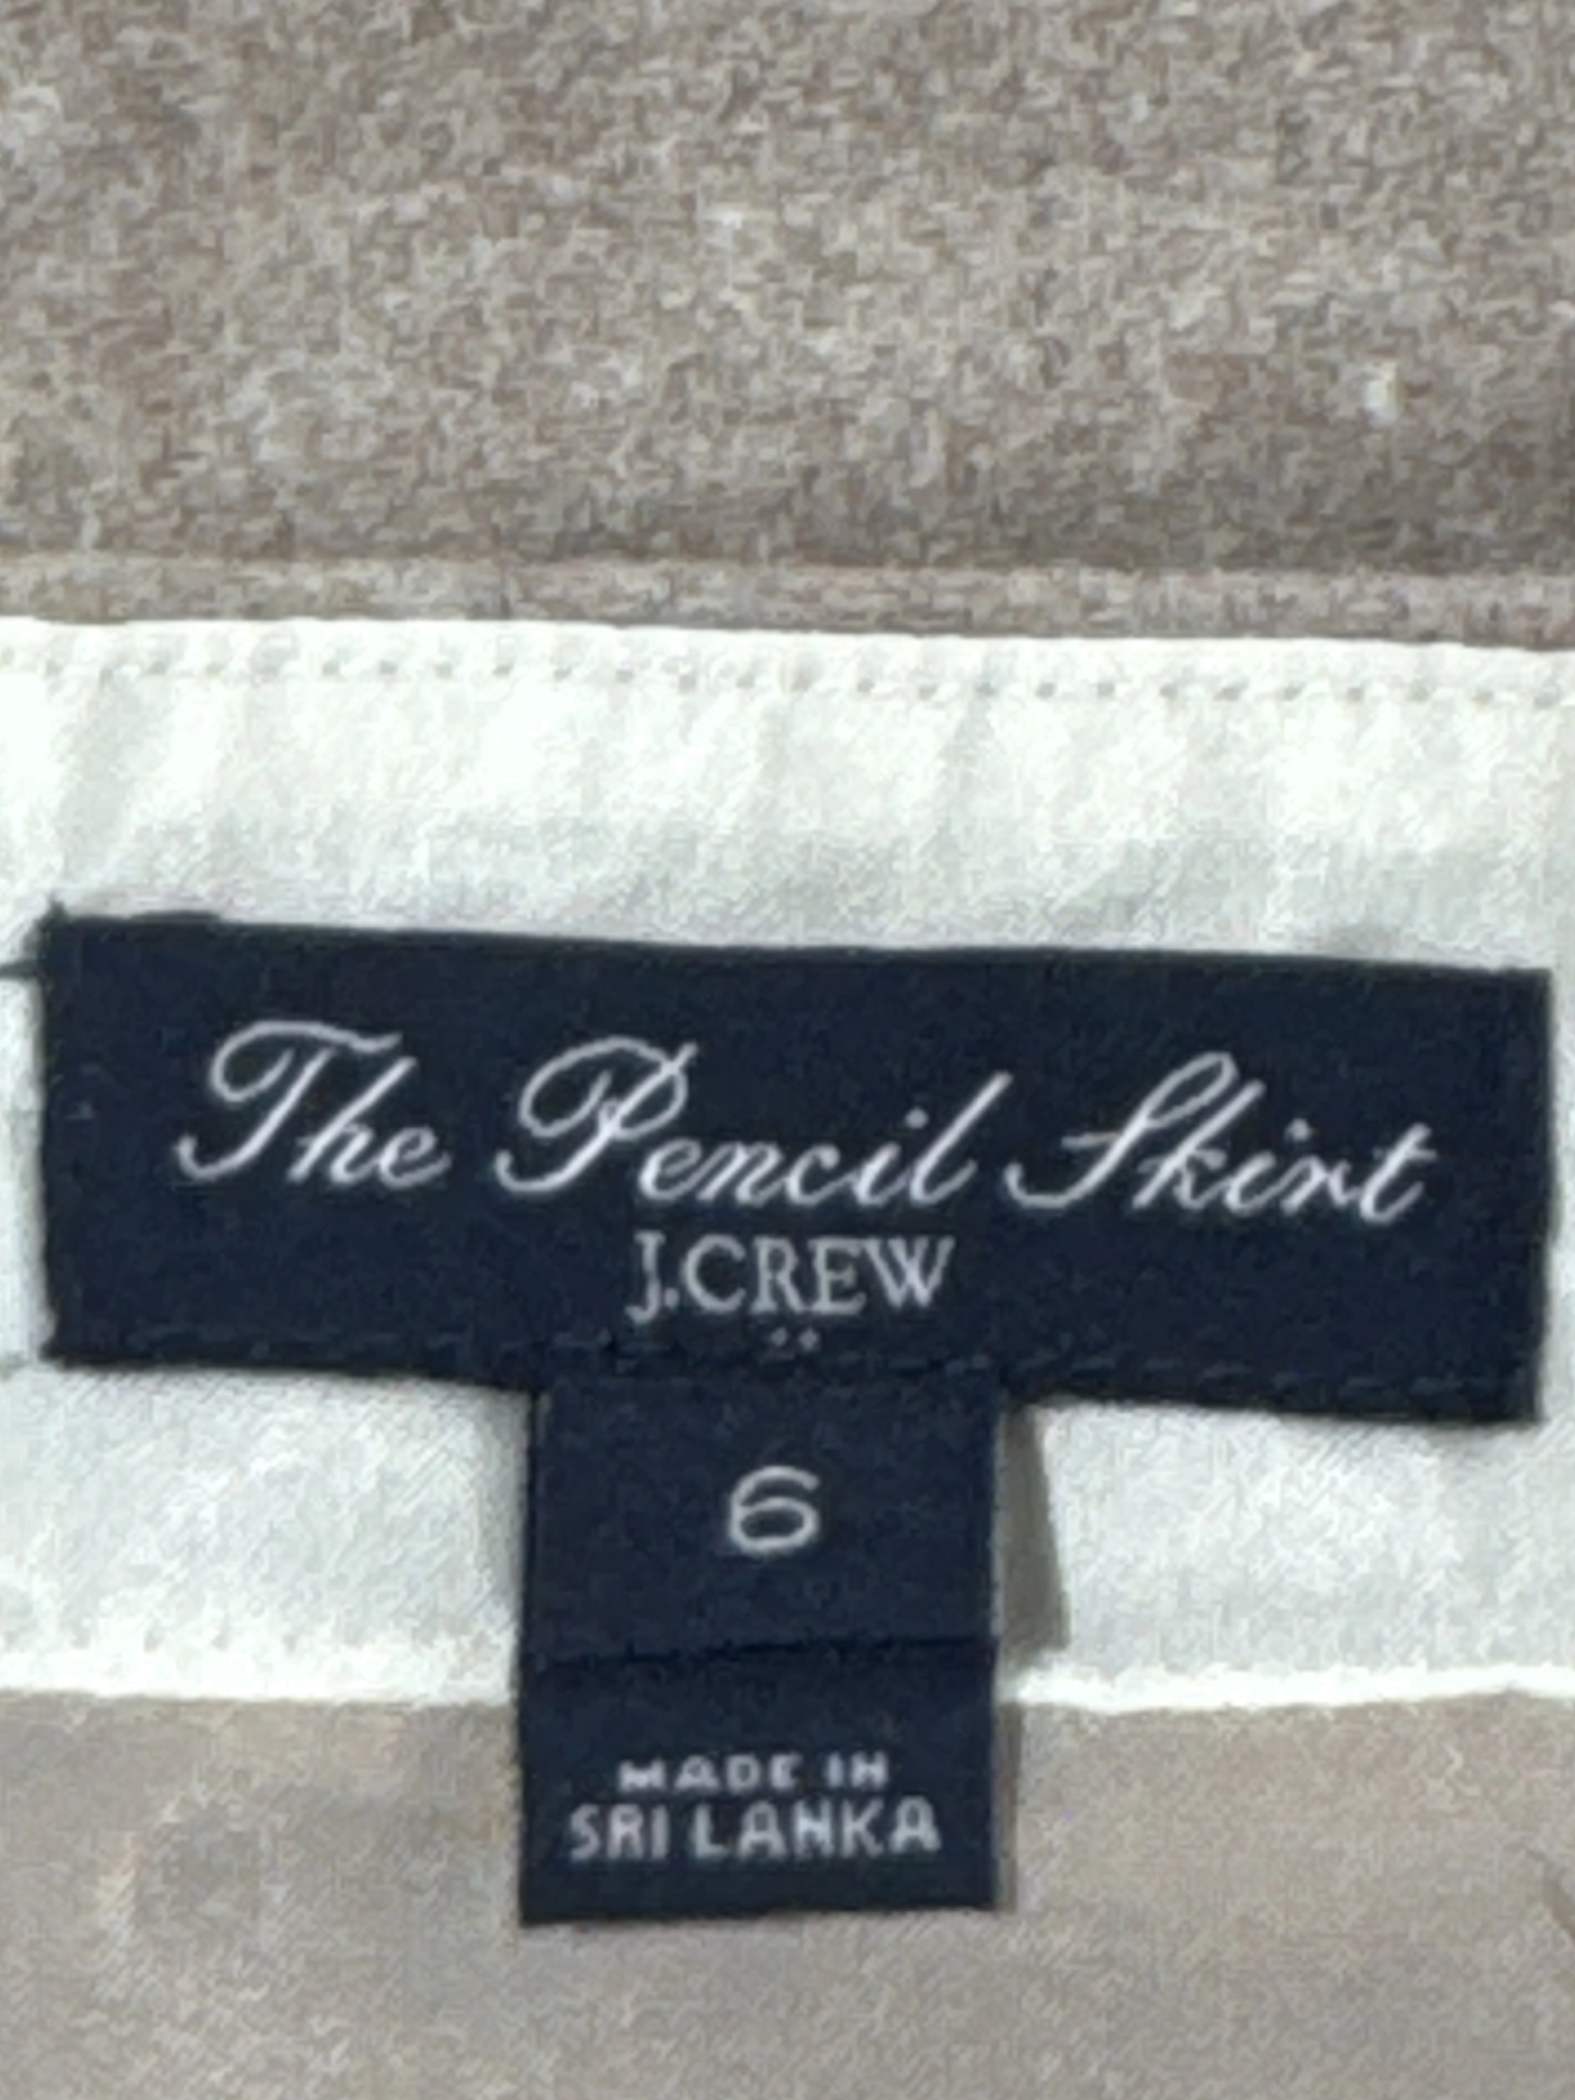 The Pencil Skirt
J.CREW
6
MADE IN
SRI LANKA